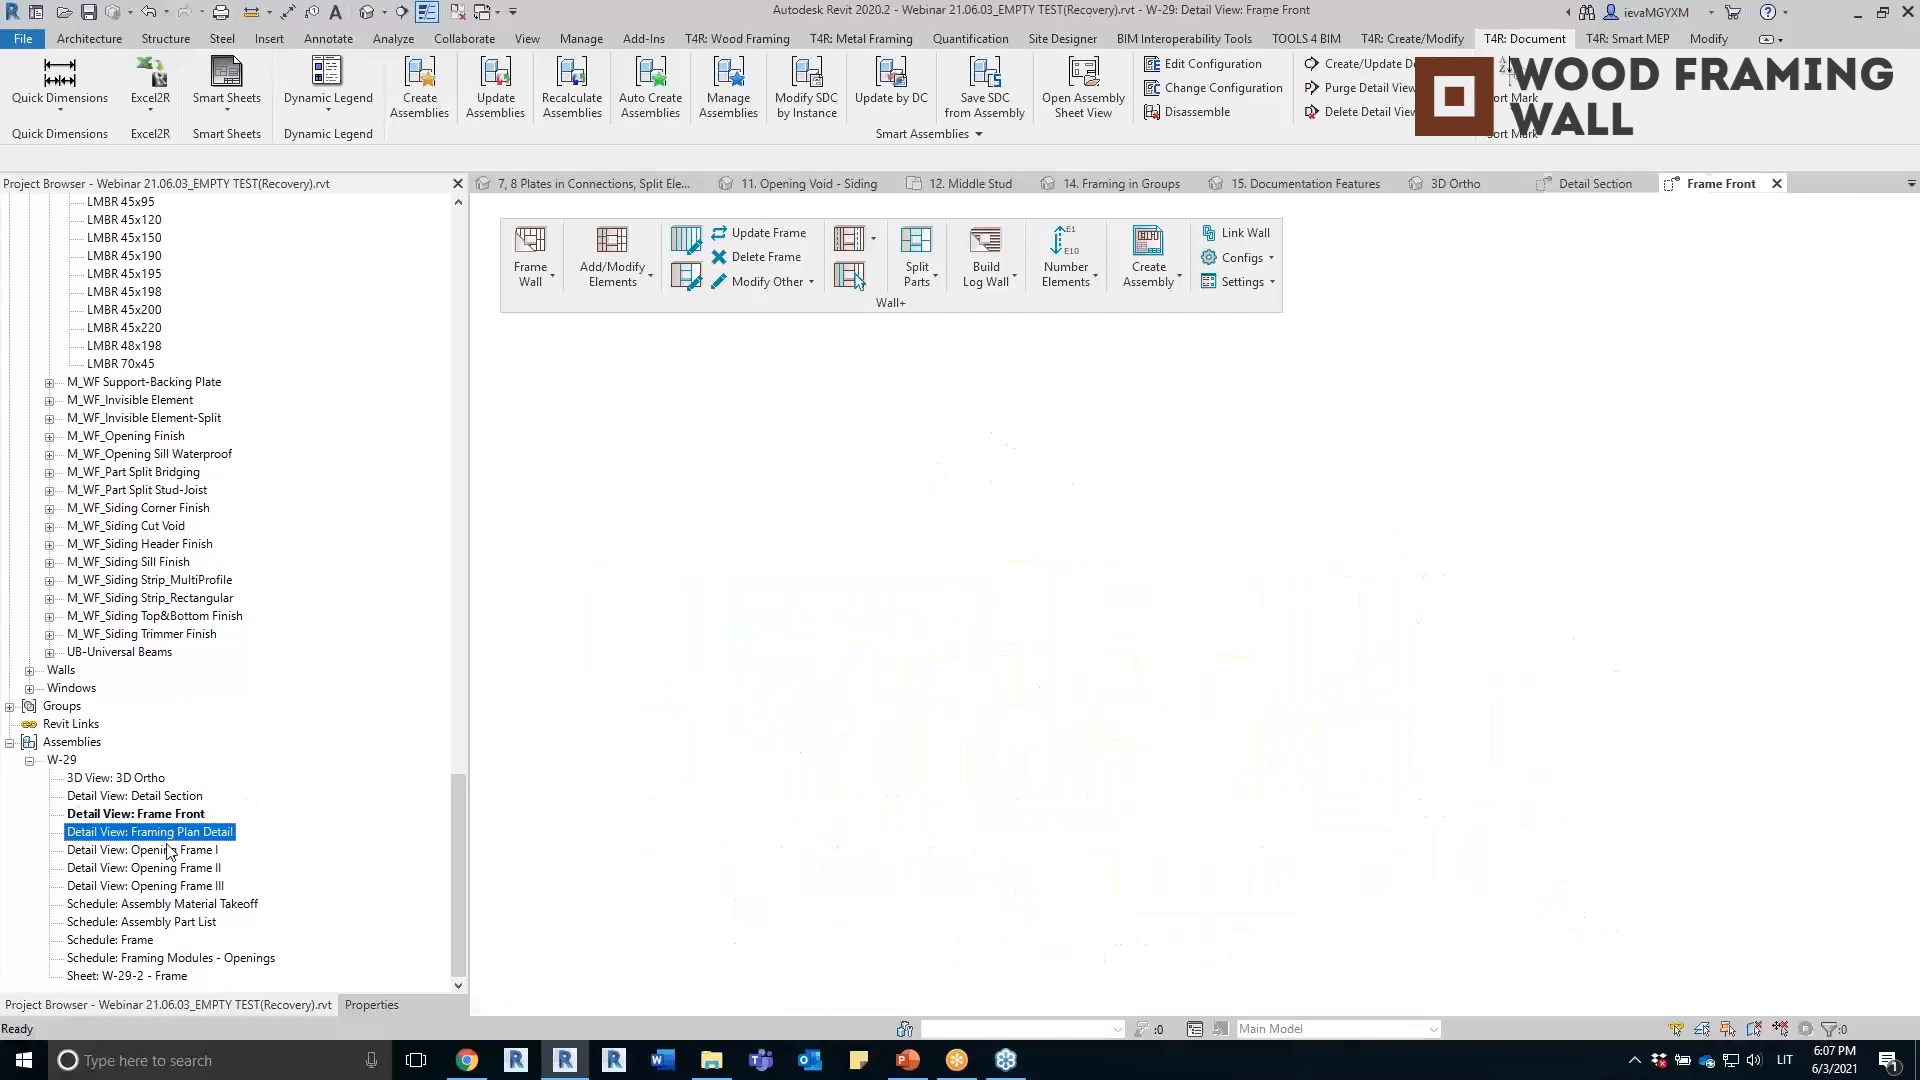 Autodesk Revit 2020.2 - Webinar 21.06.03_EMPTY TEST(Recovery).rvt - W-29: Detail View: Frame Front
ievaMGYXM
File Architecture Structure Steel Insert Annotate Analyze Collaborate View Manage Add-Ins T4R: Wood Framing T4R: Metal Framing Quantification Site Designer BIM Interoperability Tools TOOLS 4 BIM T4R: Create/Modify T4R: Document T4R: Smart MEP Modify
Quick Dimensions
Excel2R
Smart Sheets
Dynamic Legend
Create
Assemblies
Update
Assemblies
Recalculate
Assemblies
Auto Create
Assemblies
Manage
Assemblies
Modify SDC
by Instance
Update by DC
Save SDC
from Assembly
Open Assembly
Sheet View
Edit Configuration
Change Configuration
Disassemble
Create/Update
Purge Detail View
Delete Detail View
WOOD FRAMING
WALL
Quick Dimensions Excel2R Smart Sheets Dynamic Legend Smart Assemblies
Project Browser - Webinar 21.06.03_EMPTY TEST(Recovery).rvt
7, 8 Plates in Connections, Split Ele... 11. Opening Void - Siding 12. Middle Stud 14. Framing in Groups 15. Documentation Features 3D Ortho Detail Section Frame Front
Frame
Wall
Add/Modify
Elements
Update Frame
Delete Frame
Modify Other
Split
Parts
Build
Log Wall
E1
E10
Number
Elements
Create
Assembly
Link Wall
Configs
Settings
Wall+
LMBR 45x95
LMBR 45x120
LMBR 45x150
LMBR 45x190
LMBR 45x195
LMBR 45x198
LMBR 45x200
LMBR 45x220
LMBR 48x198
LMBR 70x45
M_WF Support-Backing Plate
M_WF_Invisible Element
M_WF_Invisible Element-Split
M_WF_Opening Finish
M_WF_Opening Sill Waterproof
M_WF_Part Split Bridging
M_WF_Part Split Stud-Joist
M_WF_Siding Corner Finish
M_WF_Siding Cut Void
M_WF_Siding Header Finish
M_WF_Siding Sill Finish
M_WF_Siding Strip_MultiProfile
M_WF_Siding Strip_Rectangular
M_WF_Siding Top&Bottom Finish
M_WF_Siding Trimmer Finish
UB-Universal Beams
Walls
Windows
Groups
Revit Links
Assemblies
W-29
3D View: 3D Ortho
Detail View: Detail Section
Detail View: Frame Front
Detail View: Framing Plan Detail
Detail View: Opening Frame I
Detail View: Opening Frame II
Detail View: Opening Frame III
Schedule: Assembly Material Takeoff
Schedule: Assembly Part List
Schedule: Frame
Schedule: Framing Modules - Openings
Sheet: W-29-2 - Frame
Project Browser - Webinar 21.06.03_EMPTY TEST(Recovery).rvt Properties
Ready
:0
Main Model
:0
Type here to search
LIT
6:07 PM
6/3/2021